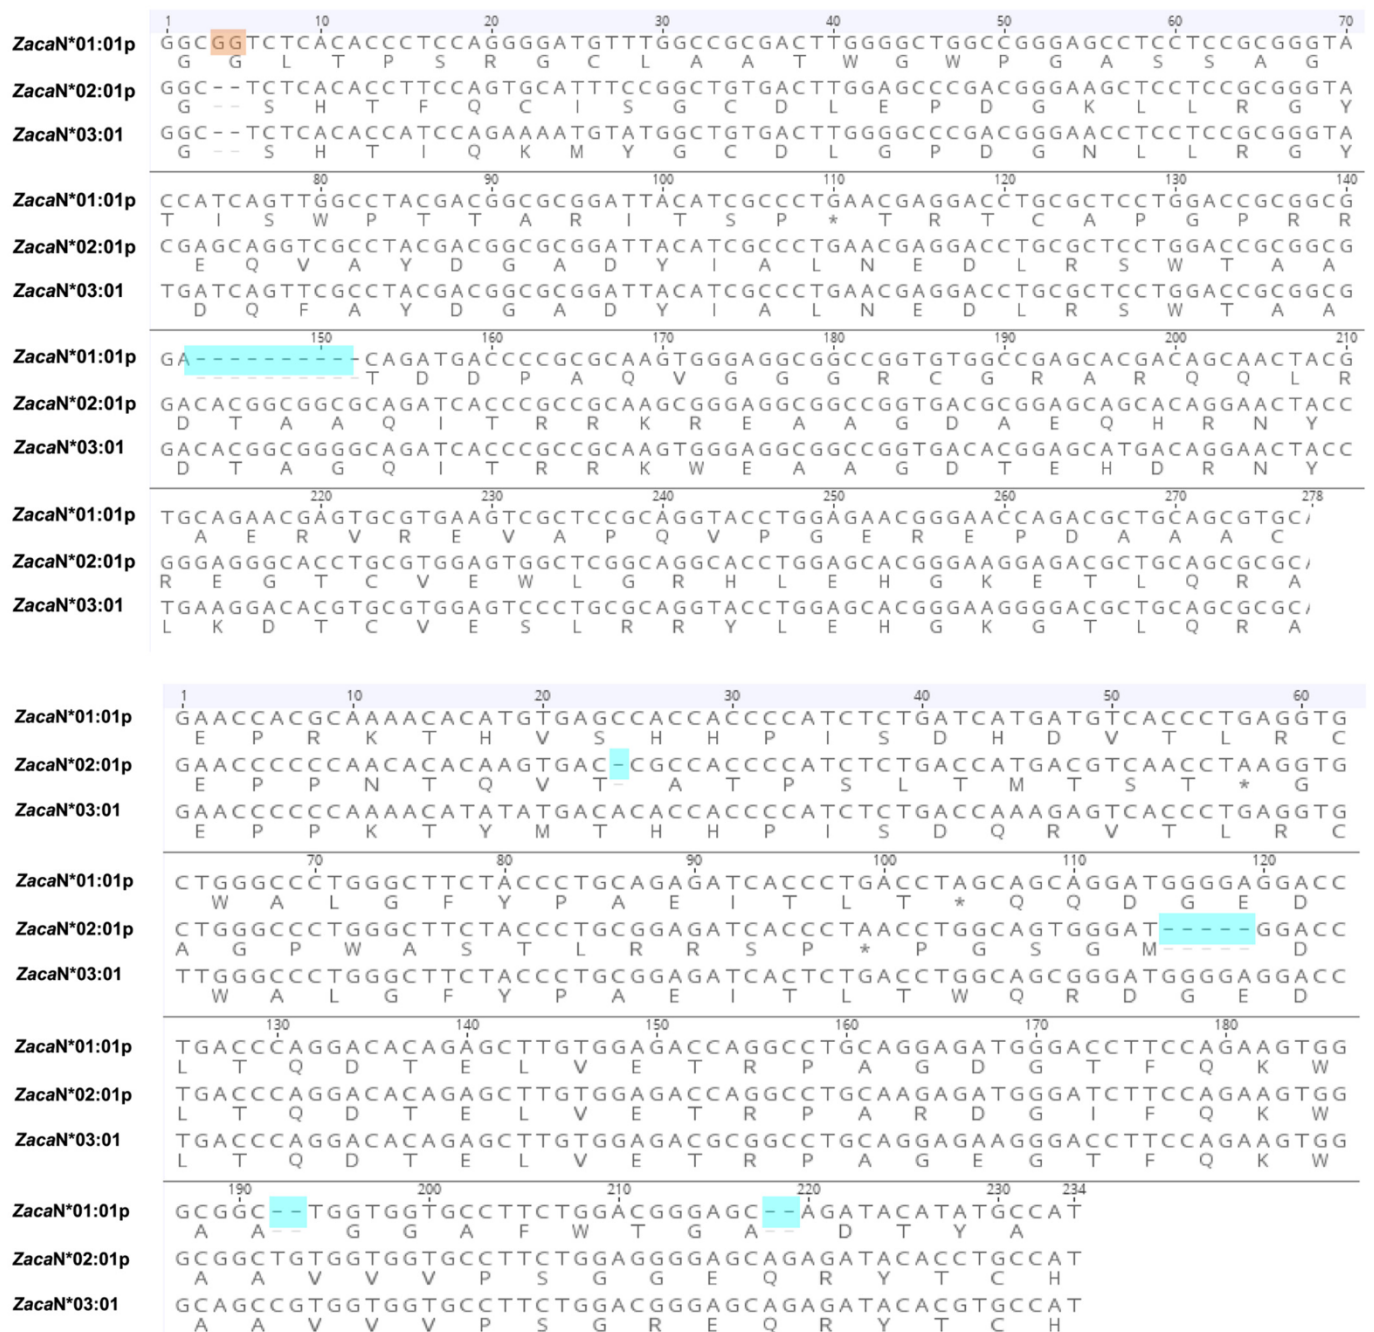 1 10 20 30 40 50 60 70
ZacaN*01:01p GGCGGTCTCACACCCTCCAGGGGATGTTTGGCCGCGACTTGGGGCTGGCCGGGAGCCTCCTCCGCGGGTA
G G L T P S R G C L A A T W G W P G A S S A G
ZacaN*02:01p GGC--TCTCACACCTTCCAGTGCATTTCCGGCTGTGACTTGGAGCCCGACGGGAAGCTCCTCCGCGGGTA
G -- S H T F Q C I S G C D L E P D G K L L R G Y
ZacaN*03:01 GGC--TCTCACACCATCCAGAAAATGTATGGCTGTGACTTGGGGCCCGACGGGAACCTCCTCCGCGGGTA
G -- S H T I Q K M Y G C D L G P D G N L L R G Y
80 90 100 110 120 130 140
ZacaN*01:01p CCATCAGTTGGCCTACGACGGCGCGGATTACATCGCCCTGAACGAGGACCTGCGCTCCTGGACCGCGGCG
T I S W P T T A R I T S P * T R T C A P G P R R
ZacaN*02:01p CGAGCAGGTCGCCTACGACGGCGCGGATTACATCGCCCTGAACGAGGACCTGCGCTCCTGGACCGCGGCG
E Q V A Y D G A D Y I A L N E D L R S W T A A
ZacaN*03:01 TGATCAGTTCGCCTACGACGGCGCGGATTACATCGCCCTGAACGAGGACCTGCGCTCCTGGACCGCGGCG
D Q F A Y D G A D Y I A L N E D L R S W T A A
150 160 170 180 190 200 210
ZacaN*01:01p GA----------CAGATGACCCCGCGCAAGTGGGAGGCGGCCGGTGTGGCCGAGCACGACAGCAACTACG
---------- T D D P A Q V G G G R C G R A R Q Q L R
ZacaN*02:01p GACACGGCGGCGCAGATCACCCGCCGCAAGCGGGAGGCGGCCGGTGACGCGGAGCAGCACAGGAACTACC
D T A A Q I T R R K R E A A G D A E Q H R N Y
ZacaN*03:01 GACACGGCGGGGCAGATCACCCGCCGCAAGTGGGAGGCGGCCGGTGACACGGAGCATGACAGGAACTACC
D T A G Q I T R R K W E A A G D T E H D R N Y
220 230 240 250 260 270 278
ZacaN*01:01p TGCAGAACGAGTGCGTGAAGTCGCTCCGCAGGTACCTGGAGAACGGGAACCAGACGCTGCAGCGTGC
A E R V R E V A P Q V P G E R E P D A A A C
ZacaN*02:01p GGGAGGGCACCTGCGTGGAGTGGCTCGGCAGGCACCTGGAGCACGGGAAGGAGACGCTGCAGCGCGC
R E G T C V E W L G R H L E H G K E T L Q R A
ZacaN*03:01 TGAAGGACACGTGCGTGGAGTCCCTGCGCAGGTACCTGGAGCACGGGAAGGGGACGCTGCAGCGCGC
L K D T C V E S L R R Y L E H G K G T L Q R A
1 10 20 30 40 50 60
ZacaN*01:01p GAACCACGCAAAACACATGTGAGCCACCACCCCATCTCTGATCATGATGTCACCCTGAGGTG
E P R K T H V S H H P I S D H D V T L R C
ZacaN*02:01p GAACCCCCCAACACACAAGTGAC-CGCCACCCCATCTCTGACCATGACGTCAACCTAAGGTG
E P P N T Q V T - A T P S L T M T S T * G
ZacaN*03:01 GAACCCCCCAAAACATATATGACACACCACCCCATCTCTGACCAAAGAGTCACCCTGAGGTG
E P P K T Y M T H H P I S D Q R V T L R C
70 80 90 100 110 120
ZacaN*01:01p CTGGGCCCTGGGCTTCTACCCTGCAGAGATCACCCTGACCTAGCAGCAGGATGGGGAGGACC
W A L G F Y P A E I T L T * Q Q D G E D
ZacaN*02:01p CTGGGCCCTGGGCTTCTACCCTGCGGAGATCACCCTAACCTGGCAGTGGGAT-----GGACC
A G P W A S T L R R S P * P G S G M ----- D
ZacaN*03:01 TTGGGCCCTGGGCTTCTACCCTGCGGAGATCACTCTGACCTGGCAGCGGGATGGGGAGGACC
W A L G F Y P A E I T L T W Q R D G E D
130 140 150 160 170 180
ZacaN*01:01p TGACCCAGGACACAGAGCTTGTGGAGACCAGGCCTGCAGGAGATGGGACCTTCCAGAAGTGG
L T Q D T E L V E T R P A G D G T F Q K W
ZacaN*02:01p TGACCCAGGACACAGAGCTTGTGGAGACCAGGCCTGCAAGAGATGGGATCTTCCAGAAGTGG
L T Q D T E L V E T R P A R D G I F Q K W
ZacaN*03:01 TGACCCAGGACACAGAGCTTGTGGAGACGCGGCCTGCAGGAGAAGGGACCTTCCAGAAGTGG
L T Q D T E L V E T R P A G E G T F Q K W
190 200 210 220 230 234
ZacaN*01:01p GCGGC--TGGTGGTGCCTTCTGGACGGGAGC--AGATACATATGCCAT
A A -- G G A F W T G A -- D T Y A
ZacaN*02:01p GCGGCTGTGGTGGTGCCTTCTGGAGGGGAGCAGAGATACACCTGCCAT
A A V V V P S G G E Q R Y T C H
ZacaN*03:01 GCAGCCGTGGTGGTGCCTTCTGGACGGGAGCAGAGATACACGTGCCAT
A A V V V P S G R E Q R Y T C H